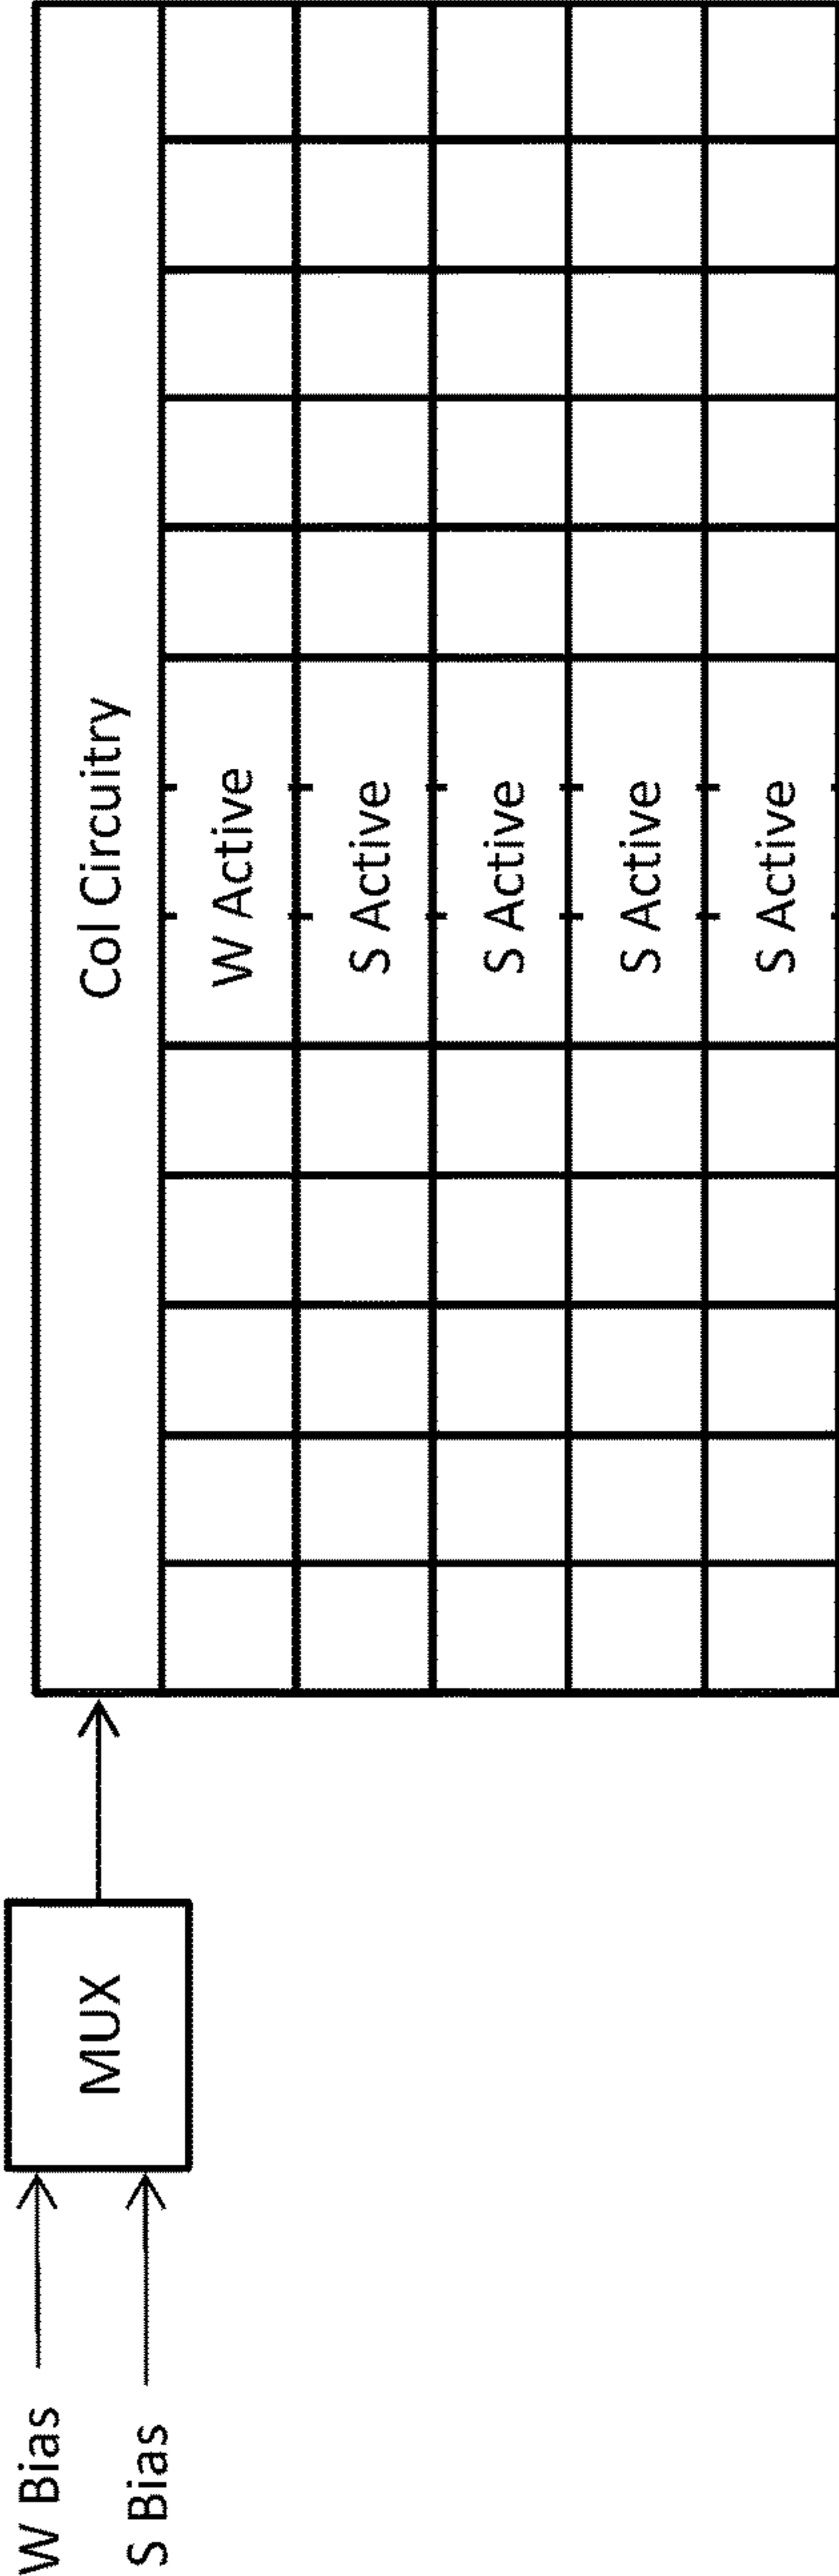 W Bias
S Bias
MUX
Col Circuitry
W Active
S Active
S Active
S Active
S Active